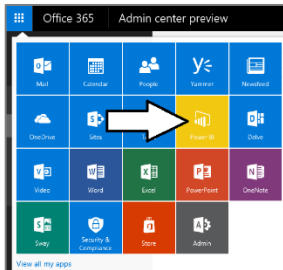 Office 365 Admin center preview
Mail Calendar People Yammer Newsfeed
OneDrive Sites Power BI Delve
Video Word Excel PowerPoint OneNote
Sway Security & Compliance Store Admin
View all my apps